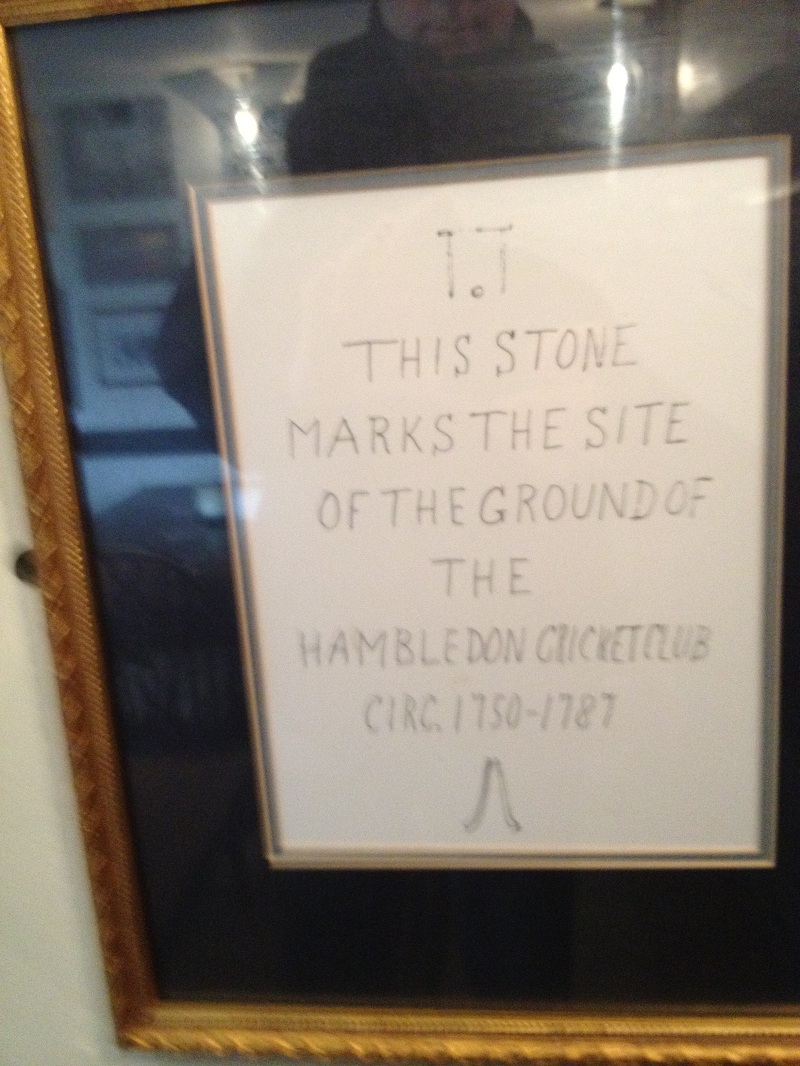 THIS STONE
MARKS THE SITE
OF THE GROUND OF
THE
HAMBLEDON CRICKET CLUB
CIRC. 1750-1787